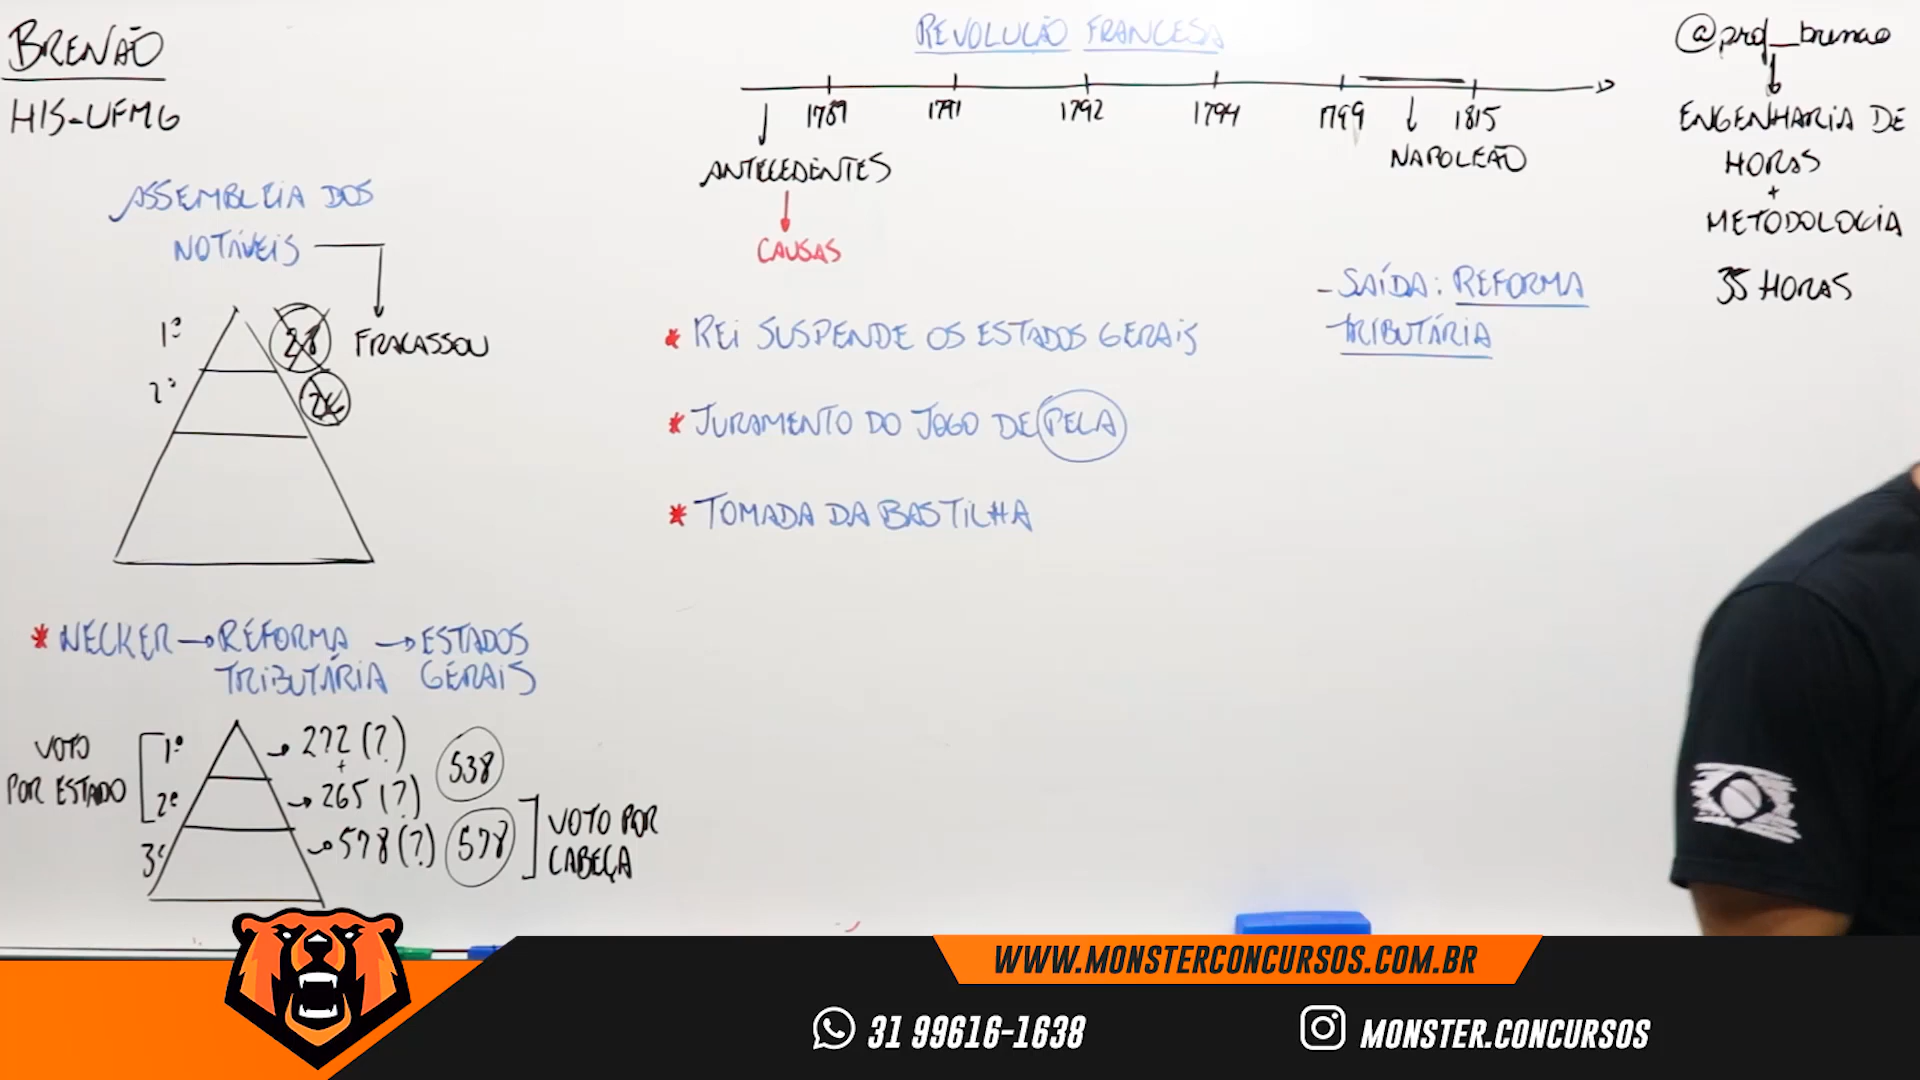 BRENÃO
HIS-UFMG
REVOLUCÃO FRANCESA
1789 1791 1792 1794 1799 1815
ANTECEDENTES
CAUSAS
NAPOLEÃO
@prof_brenao
ENGENHARIA DE
HORAS
+
METODOLOGIA
35 HORAS
ASSEMBLEIA DOS
NOTÁVEIS
FRACASSOU
1º
2º
- SAÍDA: REFORMA
TRIBUTÁRIA
* REI SUSPENDE OS ESTADOS GERAIS
* JURAMENTO DO JOGO DE PELA
* TOMADA DA BASTILHA
* NECKER → REFORMA → ESTADOS
TRIBUTÁRIA GERAIS
VOTO
POR ESTADO
1º → 272 (?)
+
2º → 265 (?)
538
3º → 578 (?)
578
VOTO POR
CABEÇA
WWW.MONSTERCONCURSOS.COM.BR
31 99616-1638
MONSTER.CONCURSOS